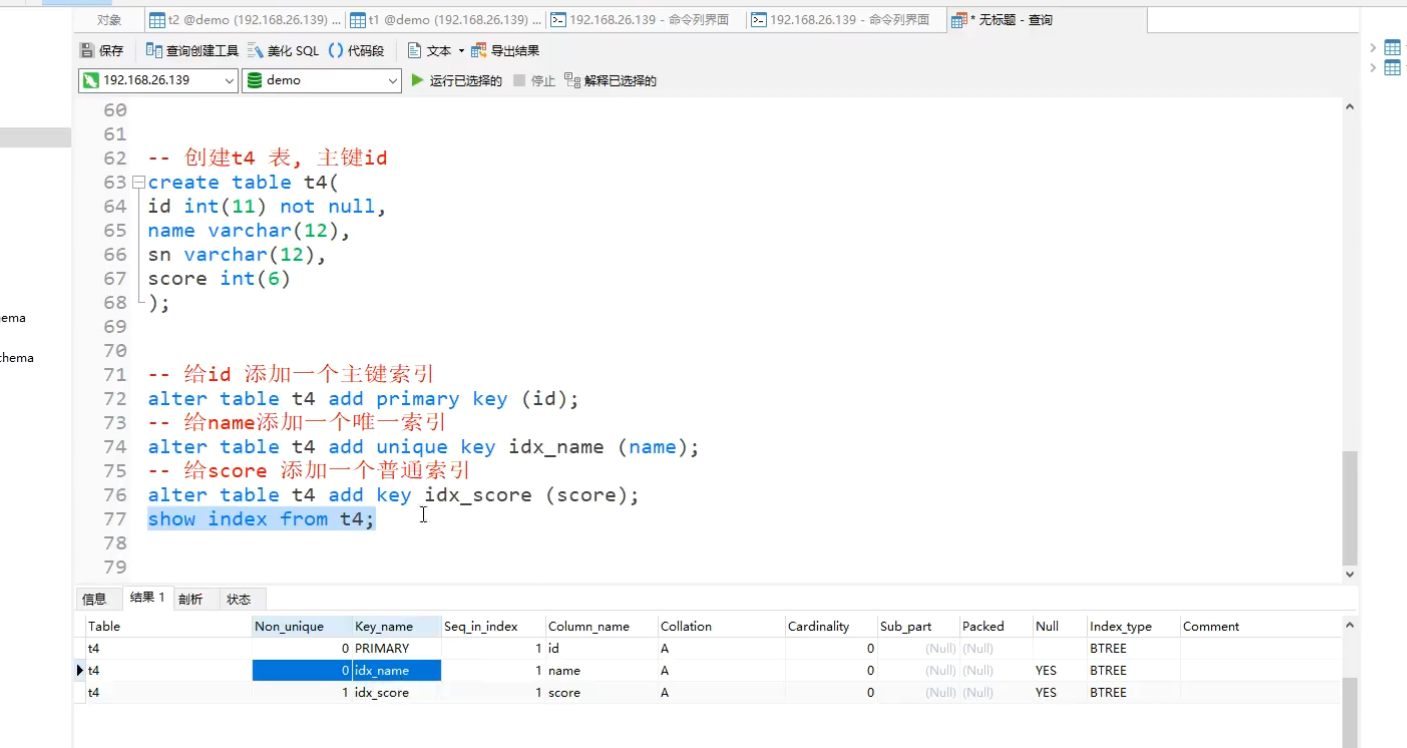 对象 t2 @demo (192.168.26.139) ... t1 @demo (192.168.26.139) ... 192.168.26.139 - 命令列界面 192.168.26.139 - 命令列界面 * 无标题 - 查询
保存 查询创建工具 美化 SQL () 代码段 文本 导出结果
192.168.26.139 demo 运行已选择的 停止 解释已选择的
60
61
62 -- 创建t4 表, 主键id
63 create table t4(
64 id int(11) not null,
65 name varchar(12),
66 sn varchar(12),
67 score int(6)
68 );
69
70
71 -- 给id 添加一个主键索引
72 alter table t4 add primary key (id);
73 -- 给name添加一个唯一索引
74 alter table t4 add unique key idx_name (name);
75 -- 给score 添加一个普通索引
76 alter table t4 add key idx_score (score);
77 show index from t4;
78
79
ema
chema
信息 结果 1 剖析 状态
Table Non_unique Key_name Seq_in_index Column_name Collation Cardinality Sub_part Packed Null Index_type Comment
t4 0 PRIMARY 1 id A 0 (Null) (Null) BTREE
t4 0 idx_name 1 name A 0 (Null) (Null) YES BTREE
t4 1 idx_score 1 score A 0 (Null) (Null) YES BTREE